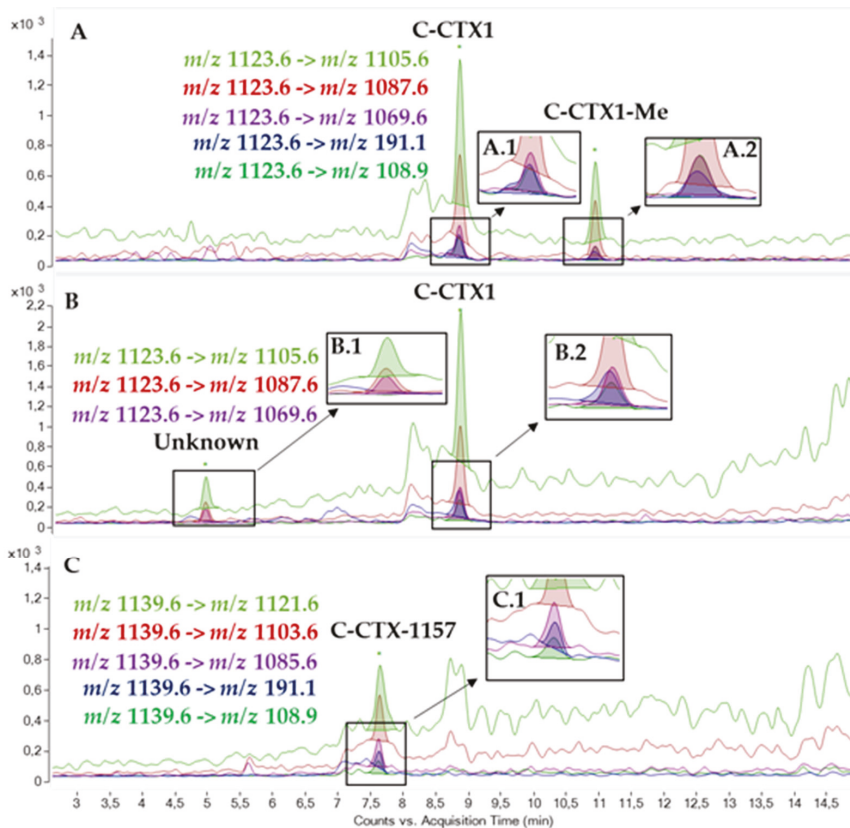 x10 3
A
C-CTX1
1,4
1,2
1
0,8
0,6
0,4
0,2
0
m/z 1123.6 -> m/z 1105.6
m/z 1123.6 -> m/z 1087.6
m/z 1123.6 -> m/z 1069.6
m/z 1123.6 -> m/z 191.1
m/z 1123.6 -> m/z 108.9
C-CTX1-Me
A.1
A.2
x10 3
B
C-CTX1
2,2
2
1,8
1,6
1,4
1,2
1
0,8
0,6
0,4
0,2
0
m/z 1123.6 -> m/z 1105.6
m/z 1123.6 -> m/z 1087.6
m/z 1123.6 -> m/z 1069.6
Unknown
B.1
B.2
x10 3
C
1,4
1,2
1
0,8
0,6
0,4
0,2
0
m/z 1139.6 -> m/z 1121.6
m/z 1139.6 -> m/z 1103.6
m/z 1139.6 -> m/z 1085.6
m/z 1139.6 -> m/z 191.1
m/z 1139.6 -> m/z 108.9
C-CTX-1157
C.1
3 3,5 4 4,5 5 5,5 6 6,5 7 7,5 8 8,5 9 9,5 10 10,5 11 11,5 12 12,5 13 13,5 14 14,5
Counts vs. Acquisition Time (min)